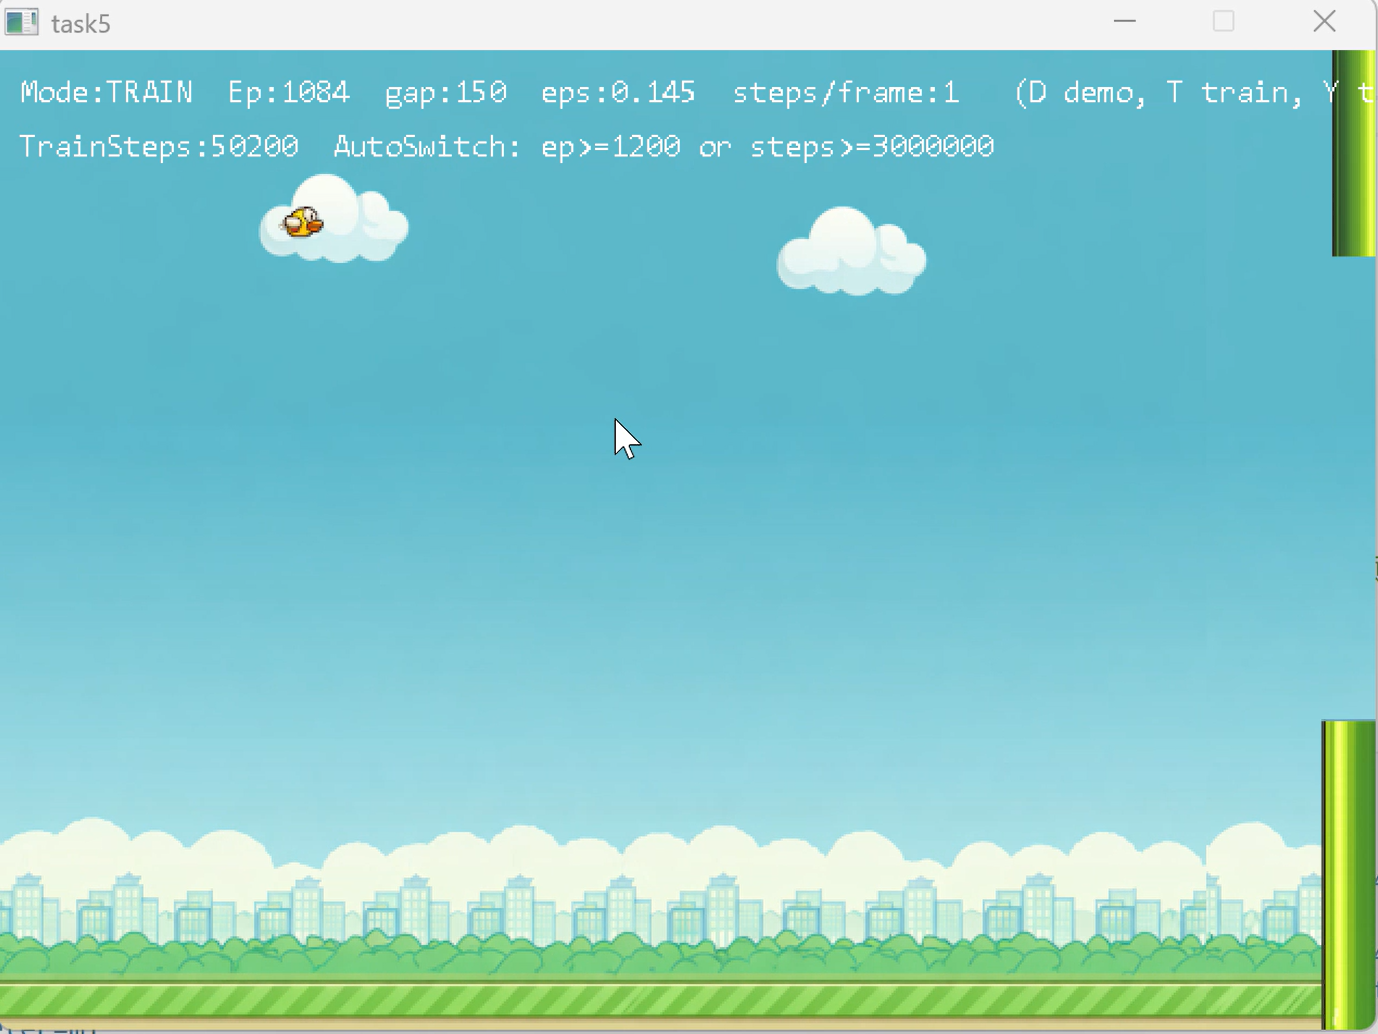 task5
Mode:TRAIN  Ep:1084  gap:150  eps:0.145  steps/frame:1   (D demo, T train, Y t
TrainSteps:50200  AutoSwitch: ep>=1200 or steps>=3000000